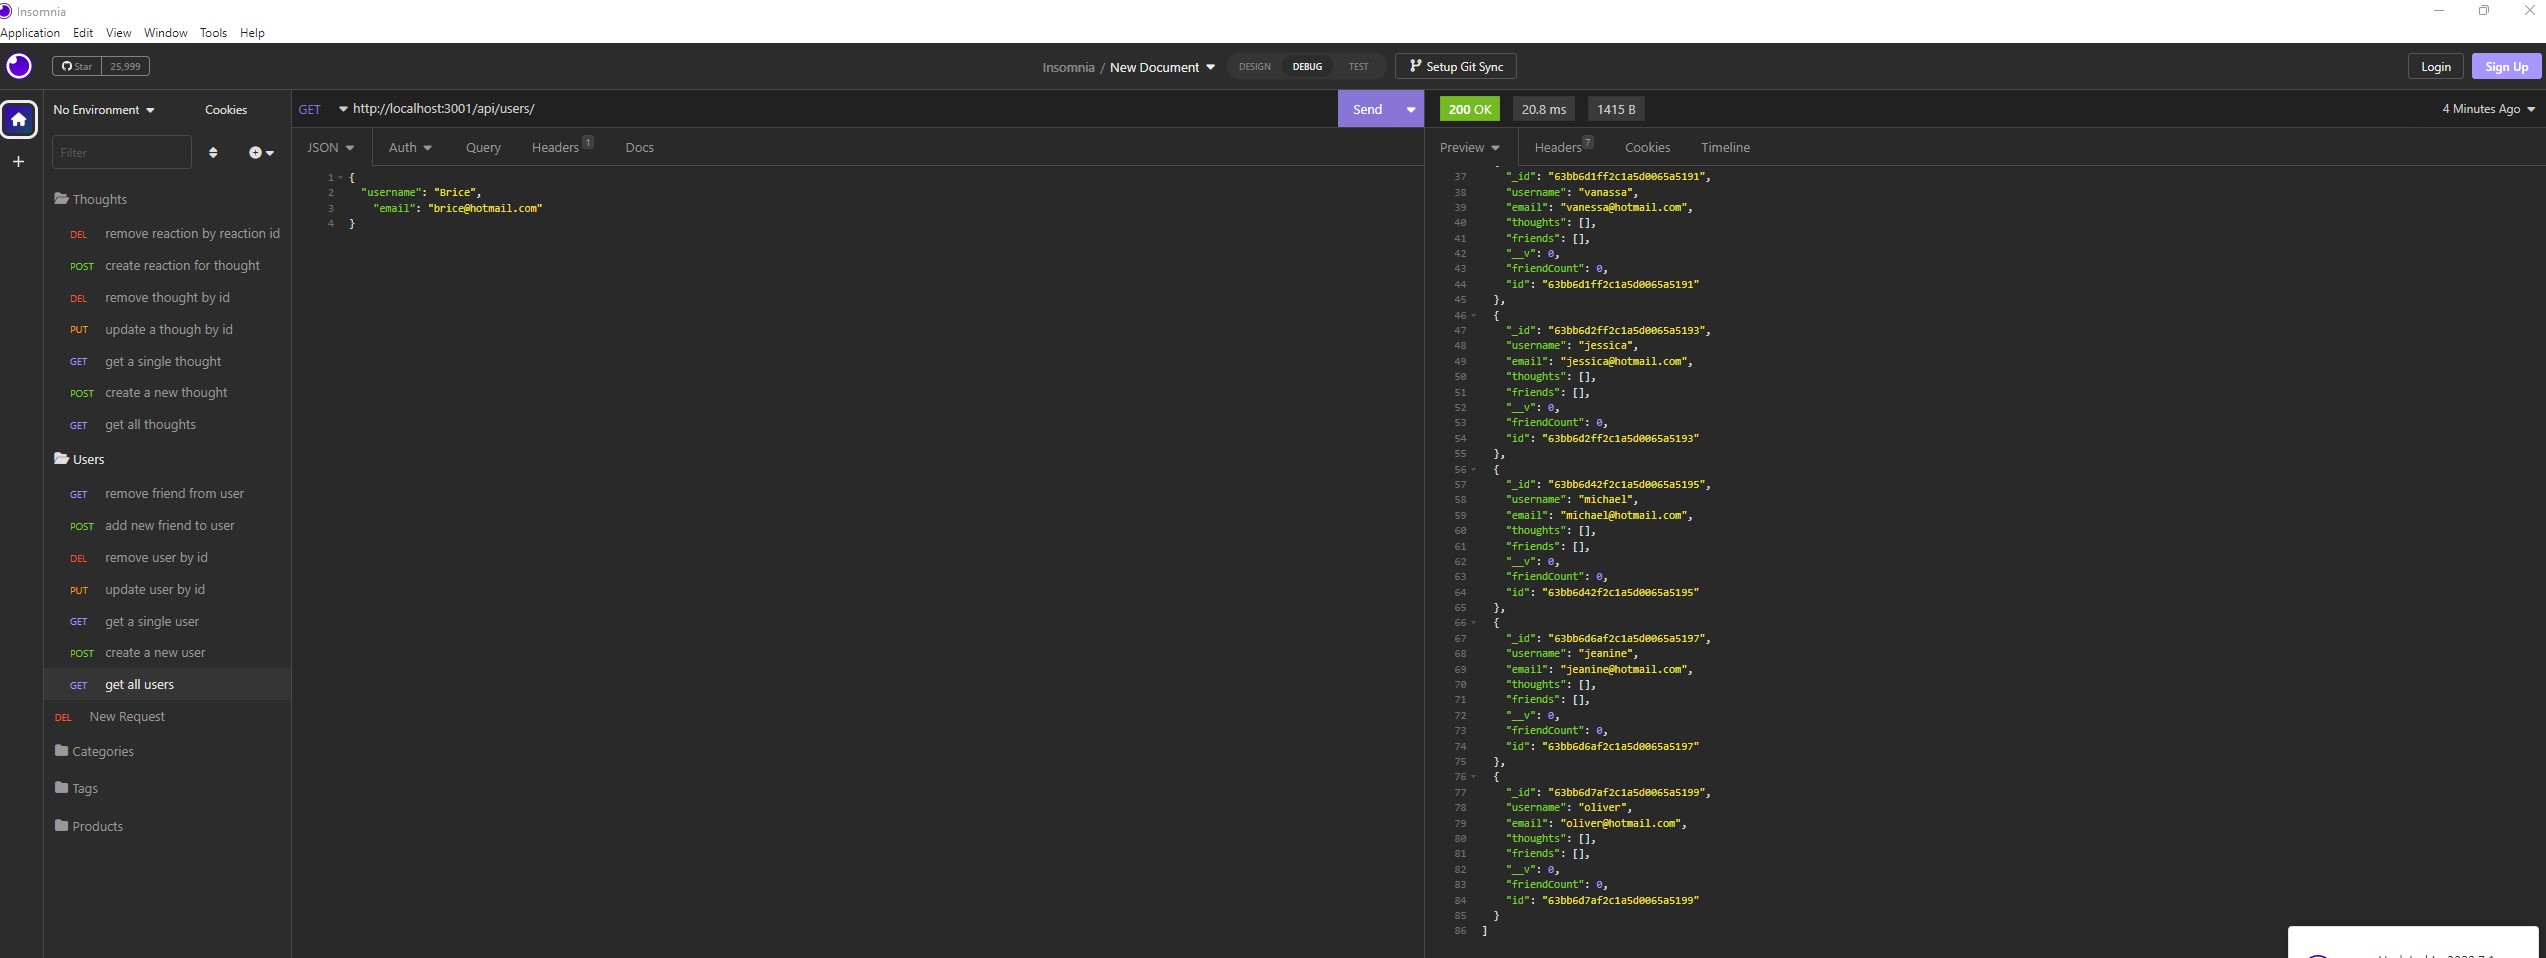 Insomnia
Application Edit View Window Tools Help
Star 25,999
Insomnia / New Document DESIGN DEBUG TEST Setup Git Sync
Login Sign Up
No Environment Cookies
Filter
Thoughts
DEL remove reaction by reaction id
POST create reaction for thought
DEL remove thought by id
PUT update a though by id
GET get a single thought
POST create a new thought
GET get all thoughts
Users
GET remove friend from user
POST add new friend to user
DEL remove user by id
PUT update user by id
GET get a single user
POST create a new user
GET get all users
DEL New Request
Categories
Tags
Products
GET http://localhost:3001/api/users/ Send
JSON Auth Query Headers 1 Docs
1 {
2 "username": "Brice",
3 "email": "brice@hotmail.com"
4 }
200 OK 20.8 ms 1415 B 4 Minutes Ago
Preview Headers 7 Cookies Timeline
37 "_id": "63bb6d1ff2c1a5d0065a5191",
38 "username": "vanassa",
39 "email": "vanessa@hotmail.com",
40 "thoughts": [],
41 "friends": [],
42 "__v": 0,
43 "friendCount": 0,
44 "id": "63bb6d1ff2c1a5d0065a5191"
45 },
46 {
47 "_id": "63bb6d2ff2c1a5d0065a5193",
48 "username": "jessica",
49 "email": "jessica@hotmail.com",
50 "thoughts": [],
51 "friends": [],
52 "__v": 0,
53 "friendCount": 0,
54 "id": "63bb6d2ff2c1a5d0065a5193"
55 },
56 {
57 "_id": "63bb6d42f2c1a5d0065a5195",
58 "username": "michael",
59 "email": "michael@hotmail.com",
60 "thoughts": [],
61 "friends": [],
62 "__v": 0,
63 "friendCount": 0,
64 "id": "63bb6d42f2c1a5d0065a5195"
65 },
66 {
67 "_id": "63bb6d6af2c1a5d0065a5197",
68 "username": "jeanine",
69 "email": "jeanine@hotmail.com",
70 "thoughts": [],
71 "friends": [],
72 "__v": 0,
73 "friendCount": 0,
74 "id": "63bb6d6af2c1a5d0065a5197"
75 },
76 {
77 "_id": "63bb6d7af2c1a5d0065a5199",
78 "username": "oliver",
79 "email": "oliver@hotmail.com",
80 "thoughts": [],
81 "friends": [],
82 "__v": 0,
83 "friendCount": 0,
84 "id": "63bb6d7af2c1a5d0065a5199"
85 }
86 ]